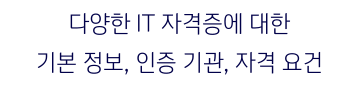 다양한 IT 자격증에 대한
기본 정보, 인증 기관, 자격 요건